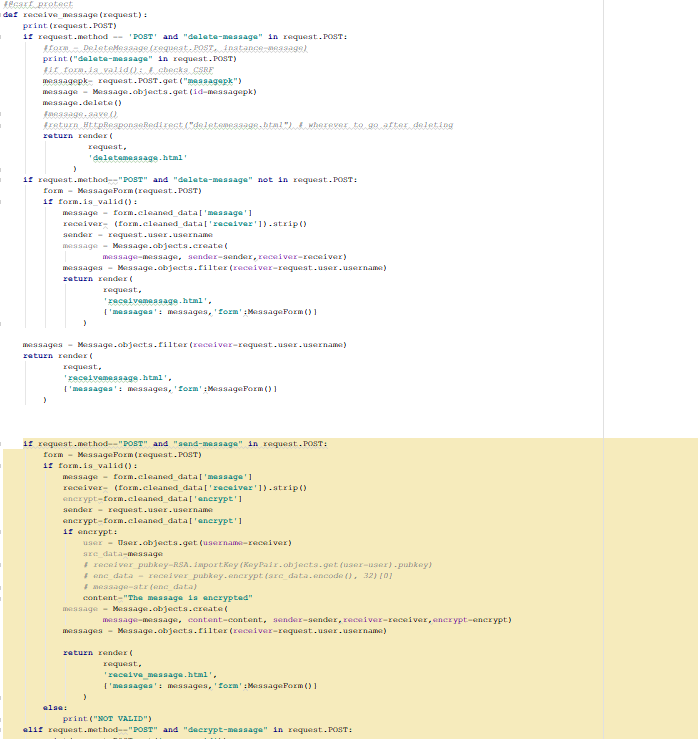 #@csrf_protect
def receive_message(request):
    print(request.POST)
    if request.method == 'POST' and "delete-message" in request.POST:
        #form = DeleteMessage(request.POST, instance=message)
        print("delete-message" in request.POST)
        #if form.is_valid(): # checks CSRF
        messagepk= request.POST.get("messagepk")
        message = Message.objects.get(id=messagepk)
        message.delete()
        #message.save()
        #return HttpResponseRedirect("deletemessage.html") # wherever to go after deleting
        return render(
                request,
                'deletemessage.html'
            )
    if request.method=="POST" and "delete-message" not in request.POST:
        form = MessageForm(request.POST)
        if form.is_valid():
            message = form.cleaned_data['message']
            receiver= (form.cleaned_data['receiver']).strip()
            sender = request.user.username
            message = Message.objects.create(
                    message=message, sender=sender,receiver=receiver)
            messages = Message.objects.filter(receiver=request.user.username)
            return render(
                    request,
                    'receivemessage.html',
                    {'messages': messages,'form':MessageForm()}
                )
    messages = Message.objects.filter(receiver=request.user.username)
    return render(
            request,
            'receivemessage.html',
            {'messages': messages,'form':MessageForm()}
        )
    if request.method=="POST" and "send-message" in request.POST:
        form = MessageForm(request.POST)
        if form.is_valid():
            message = form.cleaned_data['message']
            receiver= (form.cleaned_data['receiver']).strip()
            encrypt=form.cleaned_data['encrypt']
            sender = request.user.username
            encrypt=form.cleaned_data['encrypt']
            if encrypt:
                user = User.objects.get(username=receiver)
                src_data=message
                # receiver_pubkey=RSA.importKey(KeyPair.objects.get(user=user).pubkey)
                # enc_data = receiver_pubkey.encrypt(src_data.encode(), 32)[0]
                # message=str(enc_data)
                content="The message is encrypted"
            message = Message.objects.create(
                    message=message, content=content, sender=sender,receiver=receiver,encrypt=encrypt)
            messages = Message.objects.filter(receiver=request.user.username)
            return render(
                    request,
                    'receive_message.html',
                    {'messages': messages,'form':MessageForm()}
                )
        else:
            print("NOT VALID")
    elif request.method=="POST" and "decrypt-message" in request.POST: